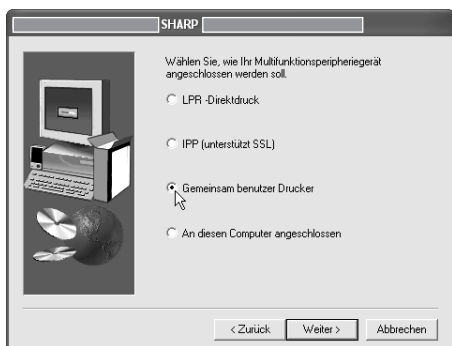 SHARP
Wählen Sie, wie Ihr Multifunktionsperipheriegerät
angeschlossen werden soll.
LPR -Direktdruck
IPP (unterstützt SSL)
Gemeinsam benutzer Drucker
An diesen Computer angeschlossen
< Zurück Weiter > Abbrechen